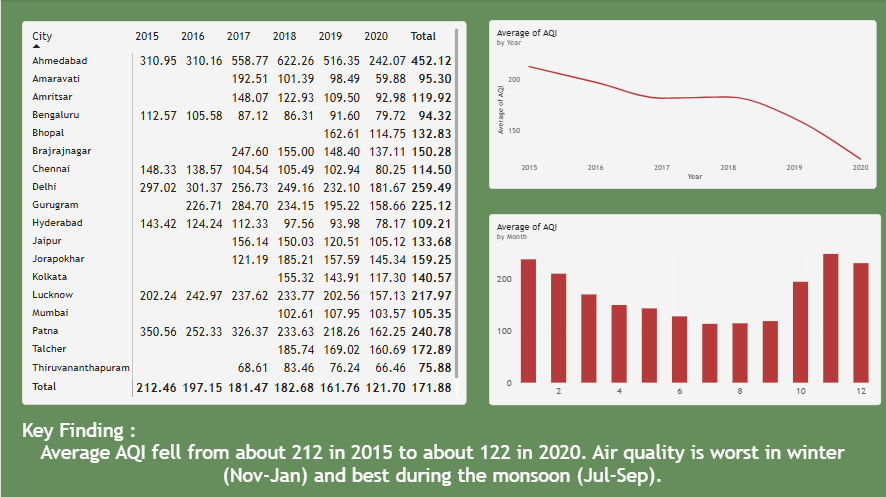 City 2015 2016 2017 2018 2019 2020 Total
Ahmedabad 310.95 310.16 558.77 622.26 516.35 242.07 452.12
Amaravati 192.51 101.39 98.49 59.88 95.30
Amritsar 148.07 122.93 109.50 92.98 119.92
Bengaluru 112.57 105.58 87.12 86.31 91.60 79.72 94.32
Bhopal 162.61 114.75 132.83
Brajrajnagar 247.60 155.00 148.40 137.11 150.28
Chennai 148.33 138.57 104.54 105.49 102.94 80.25 114.50
Delhi 297.02 301.37 256.73 249.16 232.10 181.67 259.49
Gurugram 226.71 284.70 234.15 195.22 158.66 225.12
Hyderabad 143.42 124.24 112.33 97.56 93.98 78.17 109.21
Jaipur 156.14 150.03 120.51 105.12 133.68
Jorapokhar 121.19 185.21 157.59 145.34 159.25
Kolkata 155.32 143.91 117.30 140.57
Lucknow 202.24 242.97 237.62 233.77 202.56 157.13 217.97
Mumbai 102.61 107.95 103.57 105.35
Patna 350.56 252.33 326.37 233.63 218.26 162.25 240.78
Talcher 185.74 169.02 160.69 172.89
Thiruvananthapuram 68.61 83.46 76.24 66.46 75.88
Total 212.46 197.15 181.47 182.68 161.76 121.70 171.88
Average of AQI
by Year
Average of AQI
200
150
2015 2016 2017 2018 2019 2020
Year
Average of AQI
by Month
200
100
0
2 4 6 8 10 12
Key Finding :
Average AQI fell from about 212 in 2015 to about 122 in 2020. Air quality is worst in winter
(Nov-Jan) and best during the monsoon (Jul-Sep).